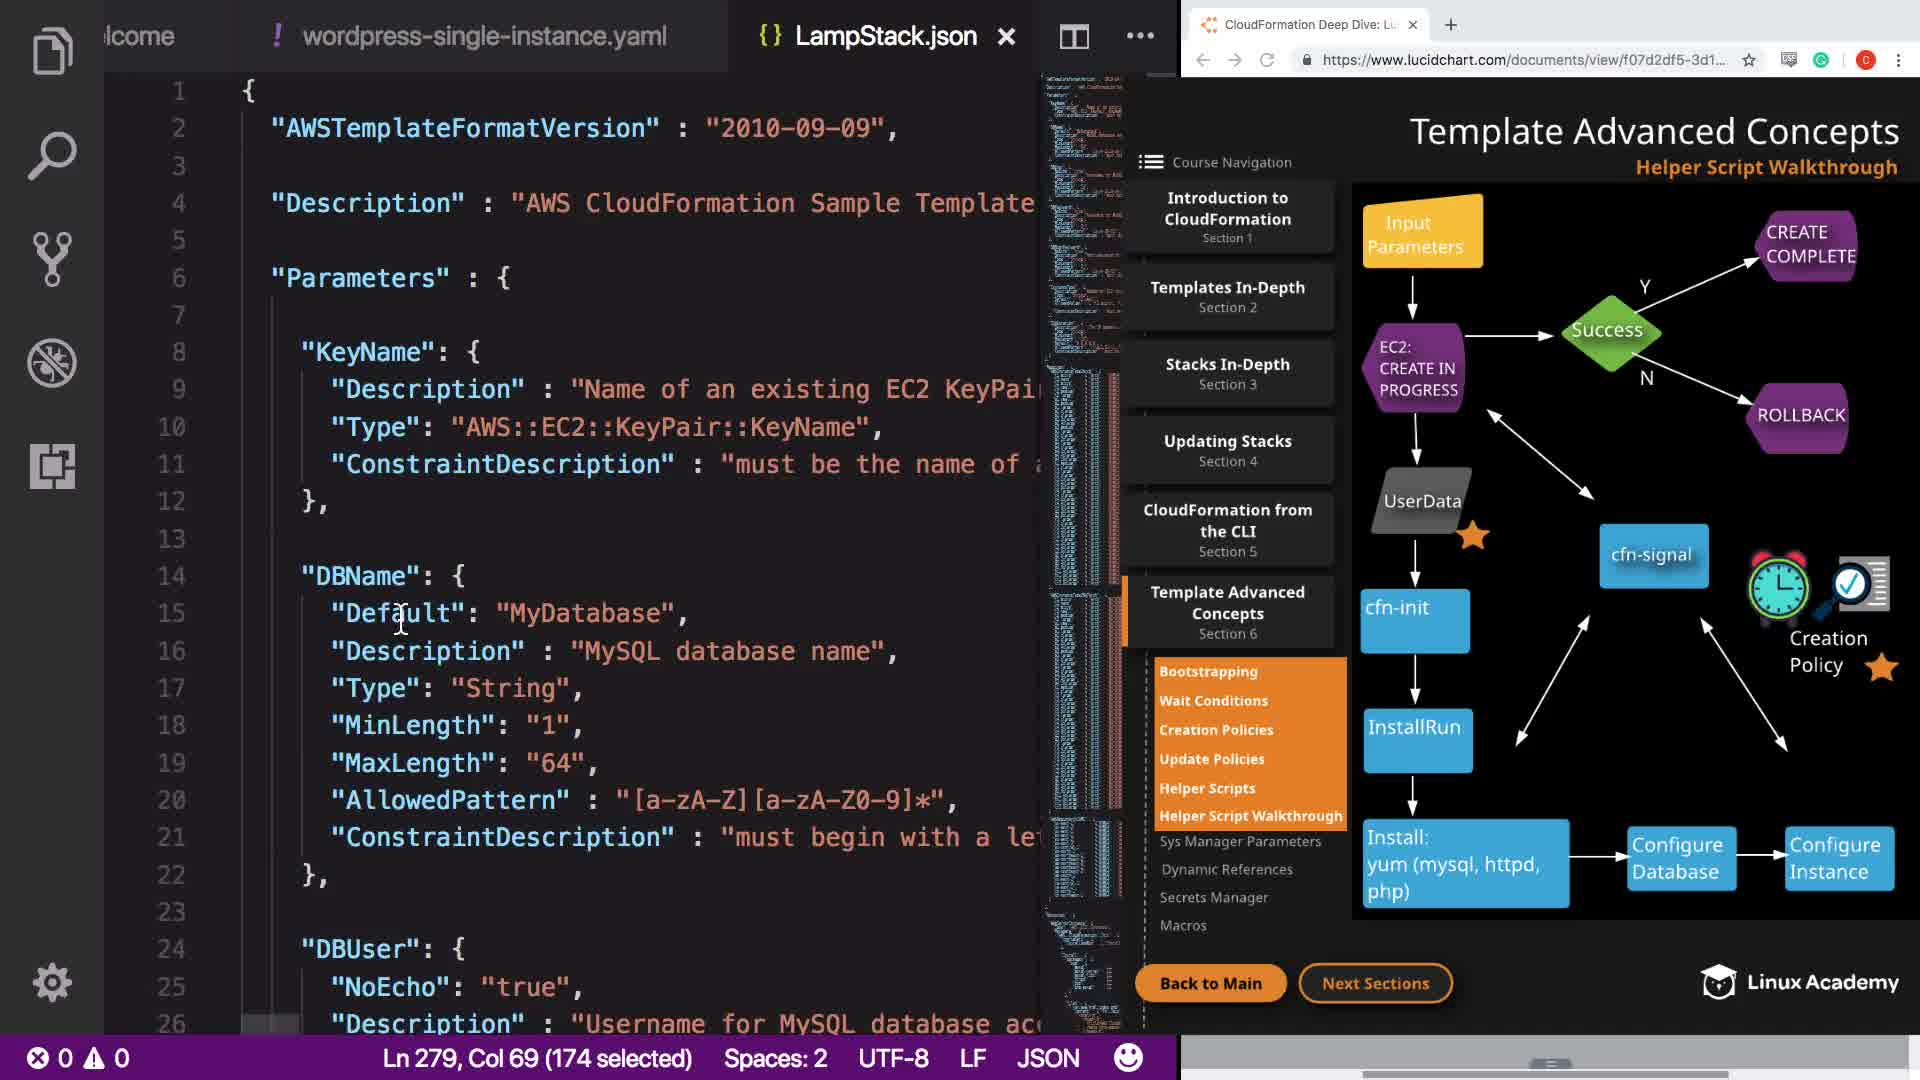 lcome
! wordpress-single-instance.yaml
{} LampStack.json
1 {
2 "AWSTemplateFormatVersion" : "2010-09-09",
3
4 "Description" : "AWS CloudFormation Sample Template
5
6 "Parameters" : {
7
8 "KeyName": {
9 "Description" : "Name of an existing EC2 KeyPai
10 "Type": "AWS::EC2::KeyPair::KeyName",
11 "ConstraintDescription" : "must be the name of a
12 },
13
14 "DBName": {
15 "Default": "MyDatabase",
16 "Description" : "MySQL database name",
17 "Type": "String",
18 "MinLength": "1",
19 "MaxLength": "64",
20 "AllowedPattern" : "[a-zA-Z][a-zA-Z0-9]*",
21 "ConstraintDescription" : "must begin with a le
22 },
23
24 "DBUser": {
25 "NoEcho": "true",
26 "Description" : "Username for MySQL database ac
0 0
Ln 279, Col 69 (174 selected)
Spaces: 2
UTF-8
LF
JSON
CloudFormation Deep Dive: Lu
https://www.lucidchart.com/documents/view/f07d2df5-3d1...
C
Template Advanced Concepts
Helper Script Walkthrough
Course Navigation
Introduction to
CloudFormation
Section 1
Templates In-Depth
Section 2
Stacks In-Depth
Section 3
Updating Stacks
Section 4
CloudFormation from
the CLI
Section 5
Template Advanced
Concepts
Section 6
Bootstrapping
Wait Conditions
Creation Policies
Update Policies
Helper Scripts
Helper Script Walkthrough
Sys Manager Parameters
Dynamic References
Secrets Manager
Macros
Back to Main
Next Sections
Input
Parameters
EC2:
CREATE IN
PROGRESS
Success
Y
N
CREATE
COMPLETE
ROLLBACK
UserData
cfn-signal
cfn-init
Creation
Policy
InstallRun
Install:
yum (mysql, httpd,
php)
Configure
Database
Configure
Instance
Linux Academy